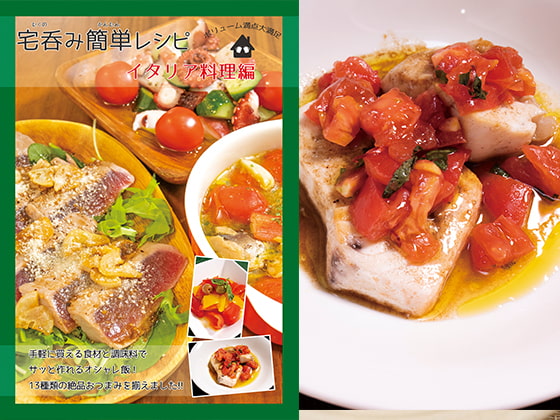 ボリューム満点大満足
宅呑み簡単レシピ
イタリア料理編
手軽に買える食材と調味料で
サッと作れるオシャレ飯！
13種類の絶品おつまみを揃えました!!